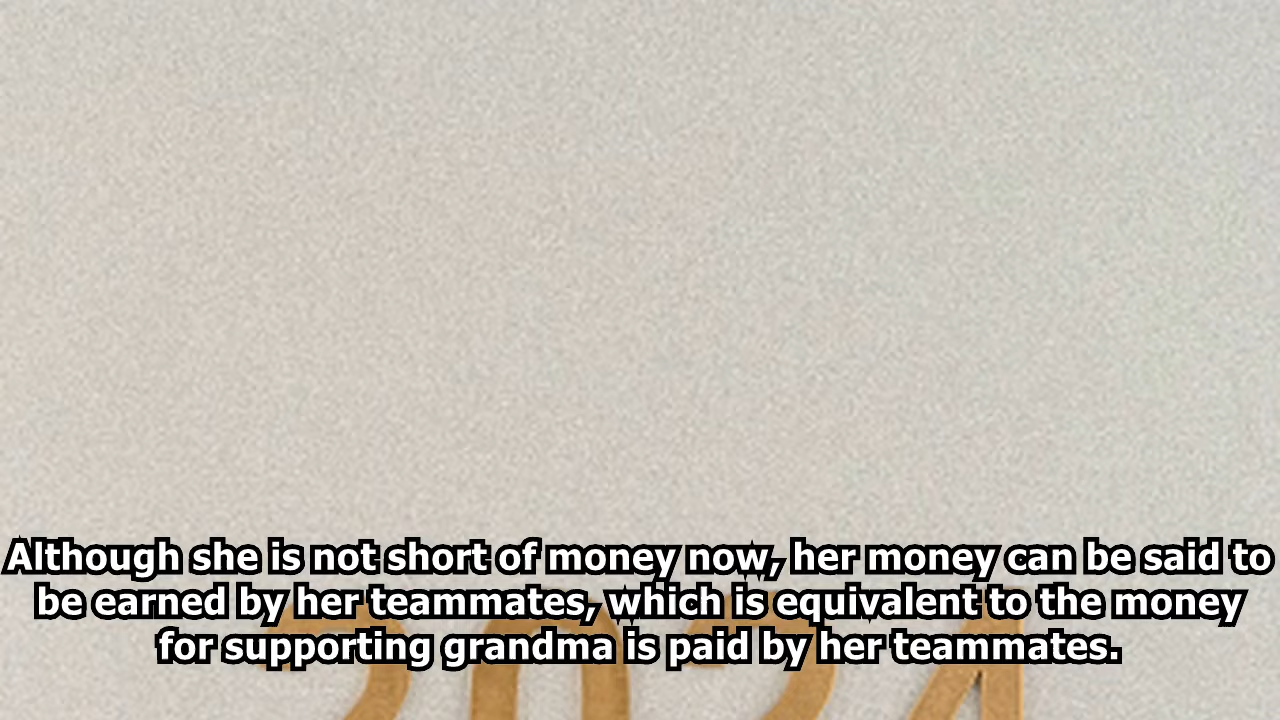 Although she is not short of money now, her money can be said to
be earned by her teammates, which is equivalent to the money
for supporting grandma is paid by her teammates.
2024